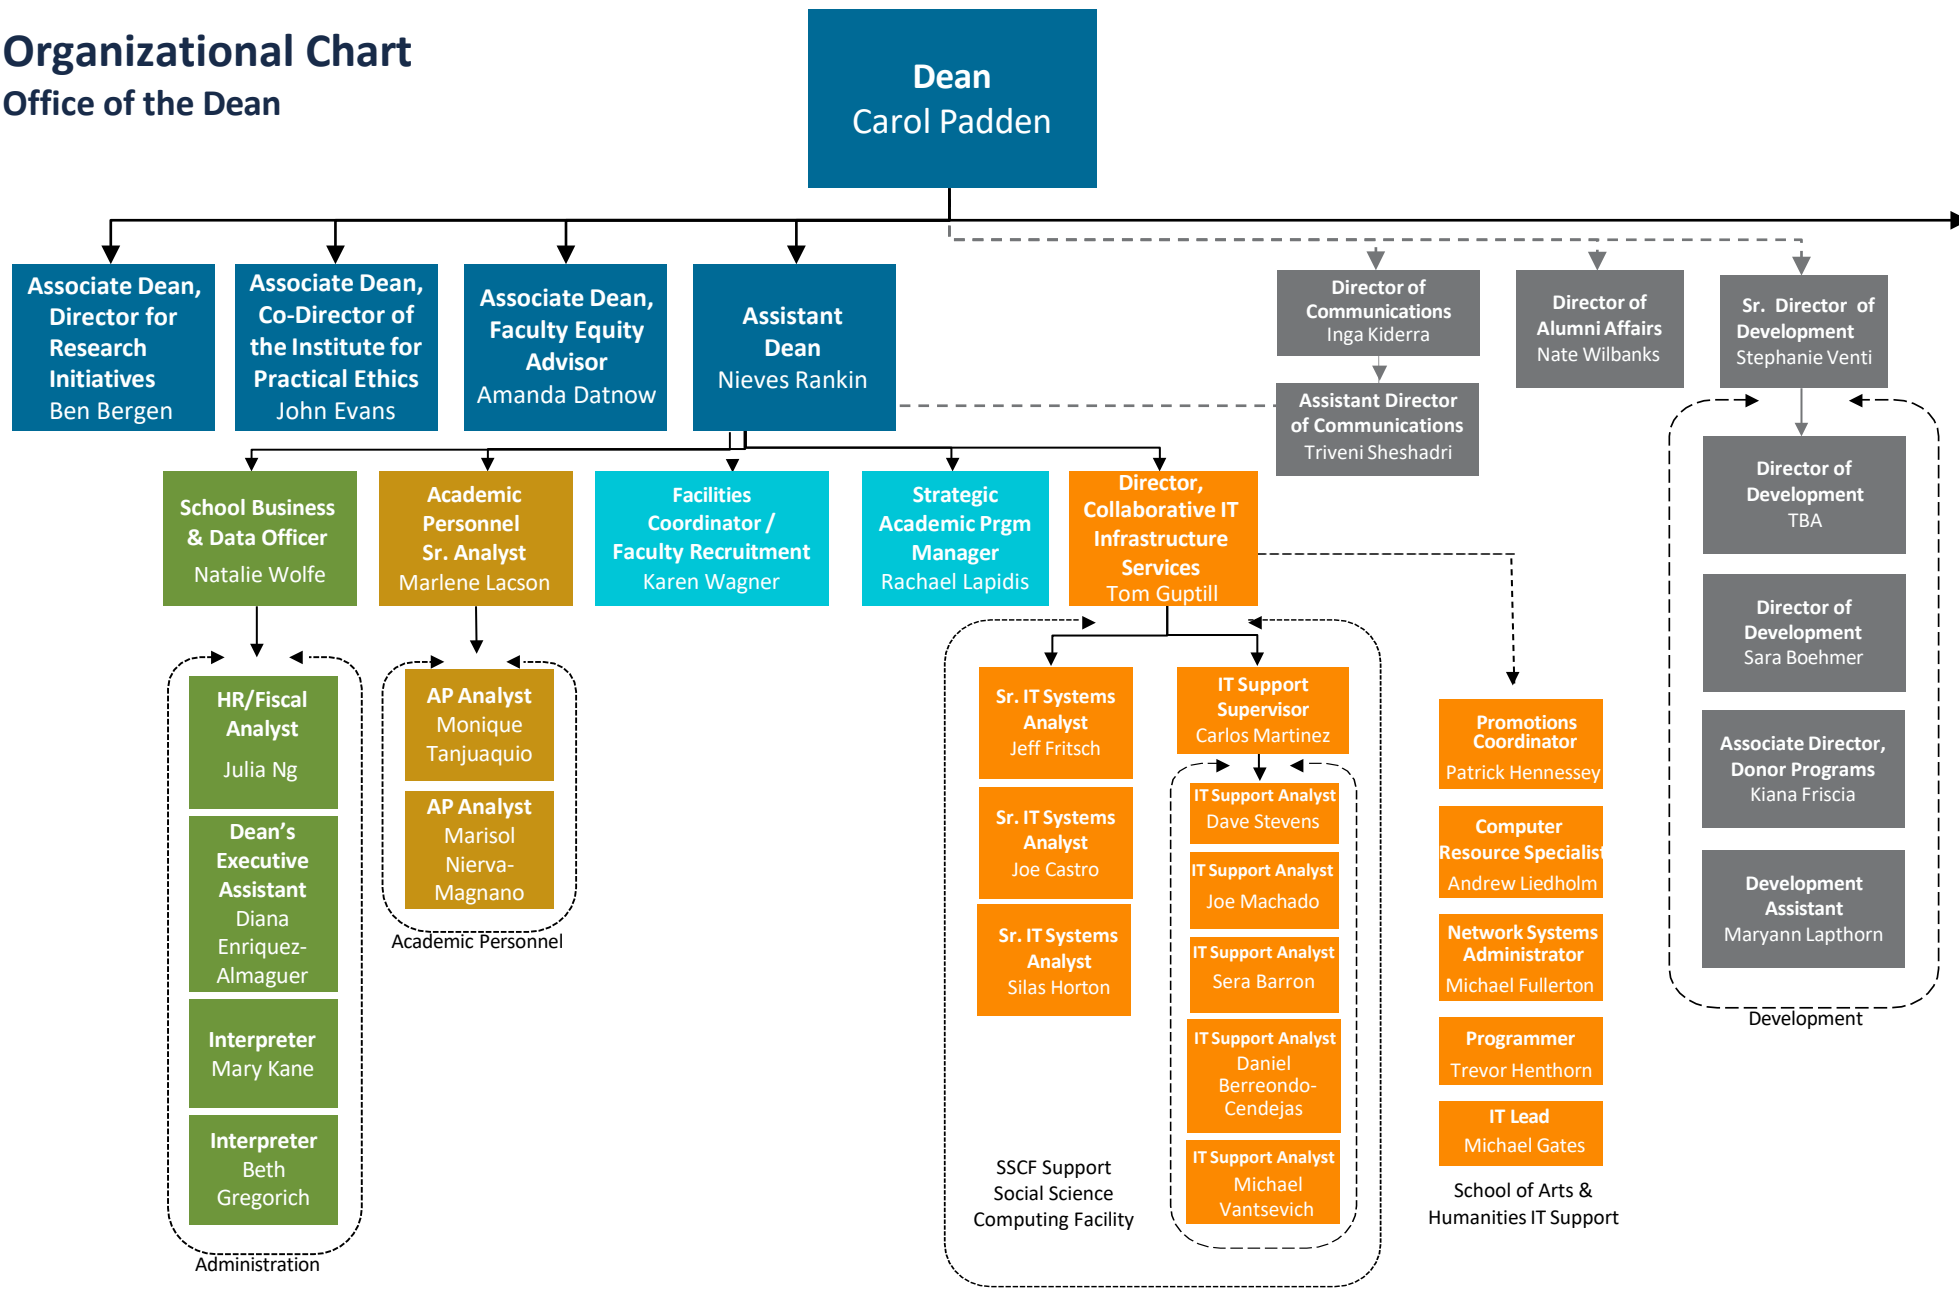 Organizational Chart
Office of the Dean
Dean
Carol Padden
Associate Dean,
Director for
Research
Initiatives
Ben Bergen
Associate Dean,
Co-Director of
the Institute for
Practical Ethics
John Evans
Associate Dean,
Faculty Equity
Advisor
Amanda Datnow
Assistant
Dean
Nieves Rankin
Director of
Communications
Inga Kiderra
Director of
Alumni Affairs
Nate Wilbanks
Sr. Director of
Development
Stephanie Venti
Assistant Director
of Communications
Triveni Sheshadri
School Business
& Data Officer
Natalie Wolfe
Academic
Personnel
Sr. Analyst
Marlene Lacson
Facilities
Coordinator /
Faculty Recruitment
Karen Wagner
Strategic
Academic Prgm
Manager
Rachael Lapidis
Director,
Collaborative IT
Infrastructure
Services
Tom Guptill
HR/Fiscal
Analyst
Julia Ng
Dean's
Executive
Assistant
Diana
Enriquez-
Almaguer
Interpreter
Mary Kane
Interpreter
Beth
Gregorich
Administration
AP Analyst
Monique
Tanjuaquio
AP Analyst
Marisol
Nierva-
Magnano
Academic Personnel
Sr. IT Systems
Analyst
Jeff Fritsch
Sr. IT Systems
Analyst
Joe Castro
Sr. IT Systems
Analyst
Silas Horton
SSCF Support
Social Science
Computing Facility
IT Support
Supervisor
Carlos Martinez
IT Support Analyst
Dave Stevens
IT Support Analyst
Joe Machado
IT Support Analyst
Sera Barron
IT Support Analyst
Daniel
Berreondo-
Cendejas
IT Support Analyst
Michael
Vantsevich
Promotions
Coordinator
Patrick Hennessey
Computer
Resource Specialist
Andrew Liedholm
Network Systems
Administrator
Michael Fullerton
Programmer
Trevor Henthorn
IT Lead
Michael Gates
School of Arts &
Humanities IT Support
Director of
Development
TBA
Director of
Development
Sara Boehmer
Associate Director,
Donor Programs
Kiana Friscia
Development
Assistant
Maryann Lapthorn
Development